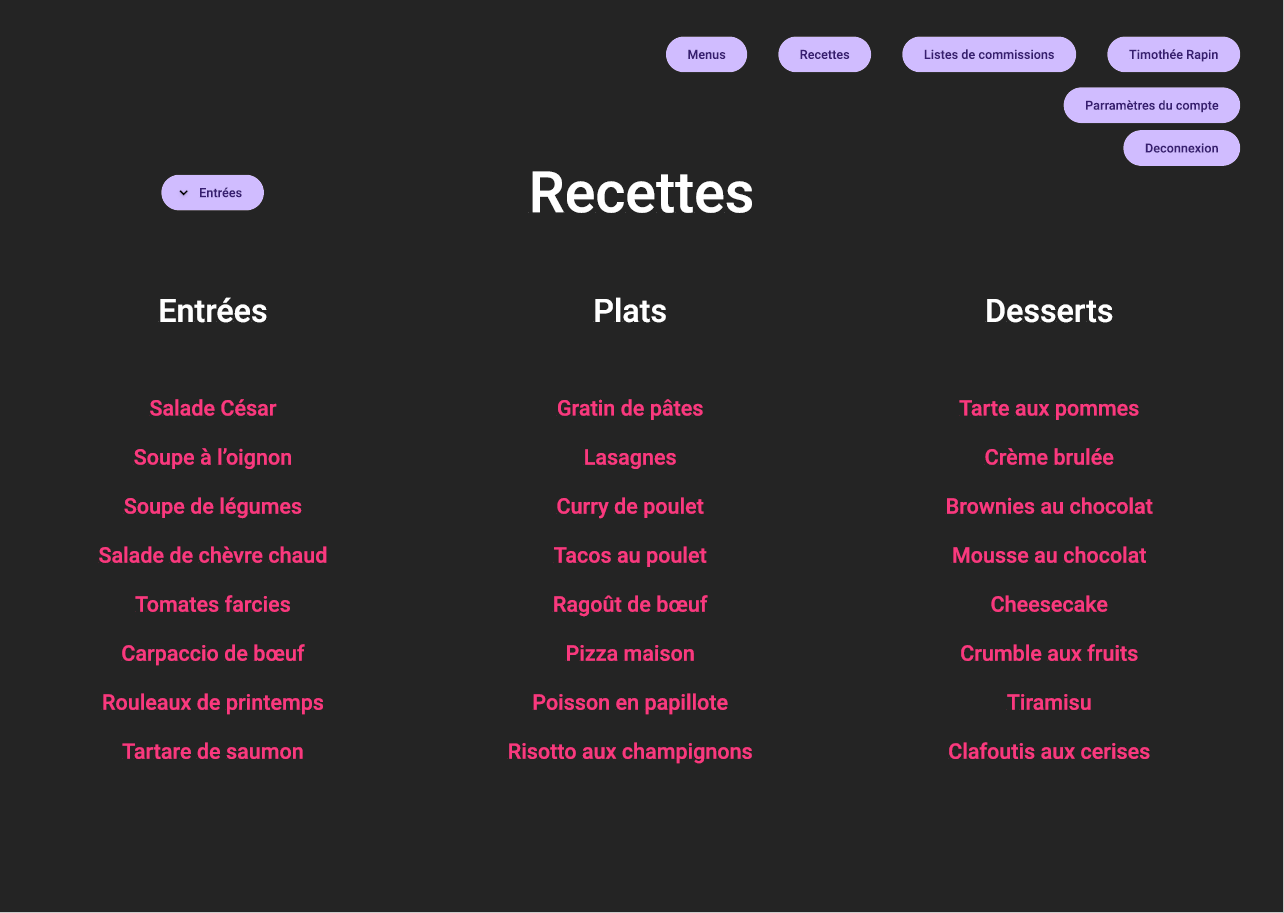 Menus
Recettes
Listes de commissions
Timothée Rapin
Parramètres du compte
Deconnexion
Entrées
Recettes
Entrées
Salade César
Soupe à l’oignon
Soupe de légumes
Salade de chèvre chaud
Tomates farcies
Carpaccio de bœuf
Rouleaux de printemps
Tartare de saumon
Plats
Gratin de pâtes
Lasagnes
Curry de poulet
Tacos au poulet
Ragoût de bœuf
Pizza maison
Poisson en papillote
Risotto aux champignons
Desserts
Tarte aux pommes
Crème brulée
Brownies au chocolat
Mousse au chocolat
Cheesecake
Crumble aux fruits
Tiramisu
Clafoutis aux cerises